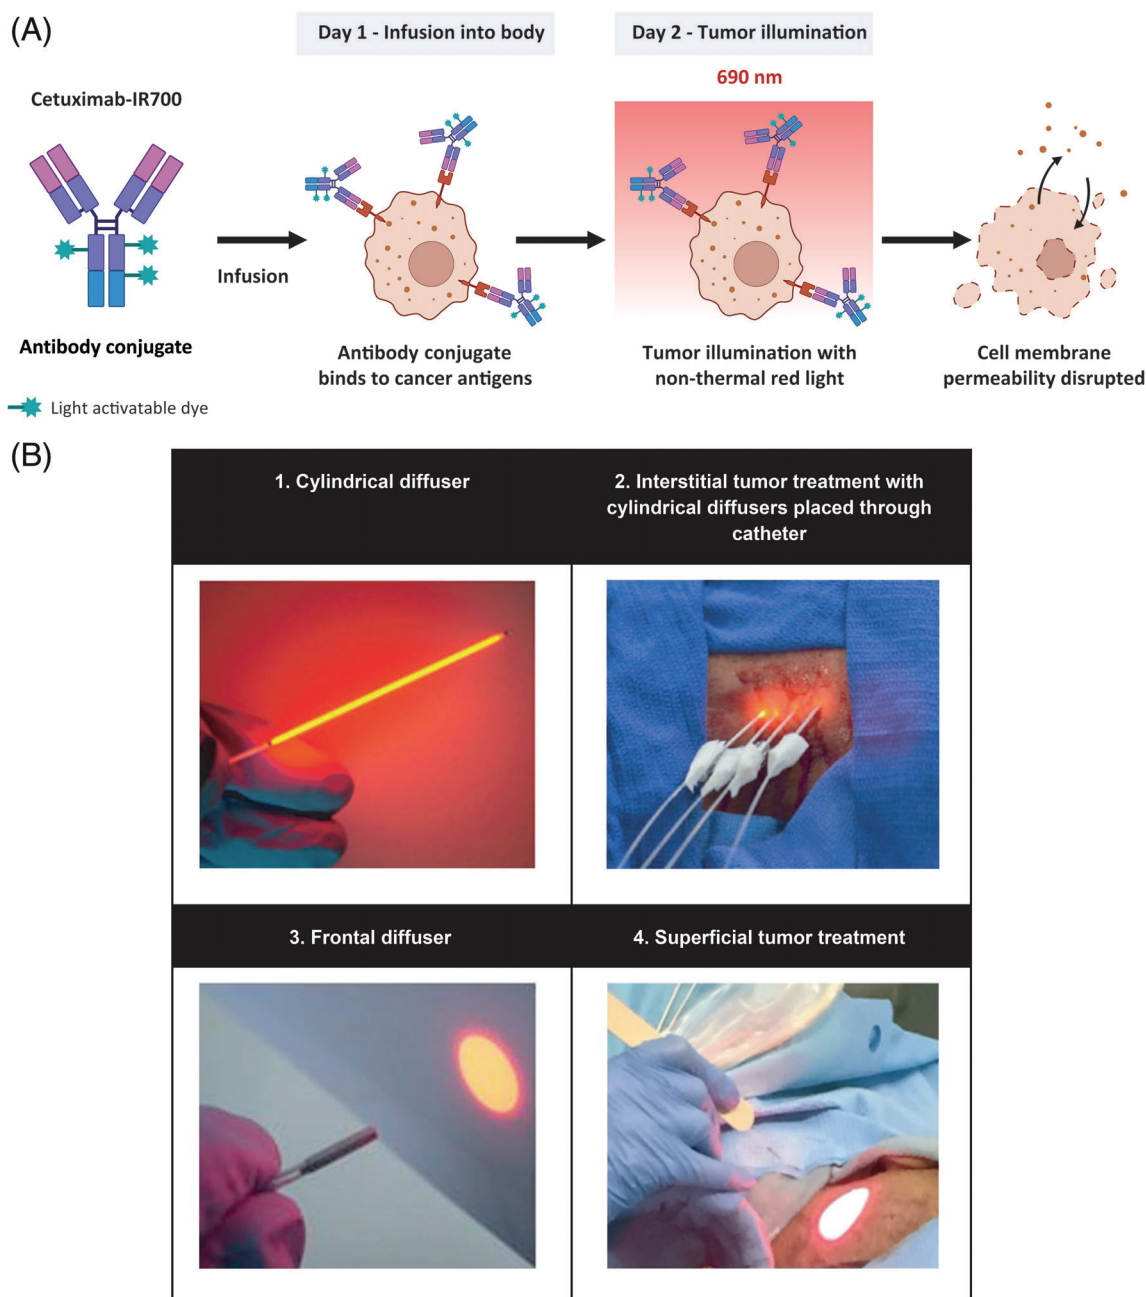 (A)
Day 1 - Infusion into body
Day 2 - Tumor illumination
690 nm
Cetuximab-IR700
Infusion
Antibody conjugate
Antibody conjugate
binds to cancer antigens
Tumor illumination with
non-thermal red light
Cell membrane
permeability disrupted
Light activatable dye
(B)
1. Cylindrical diffuser
2. Interstitial tumor treatment with
cylindrical diffusers placed through
catheter
3. Frontal diffuser
4. Superficial tumor treatment